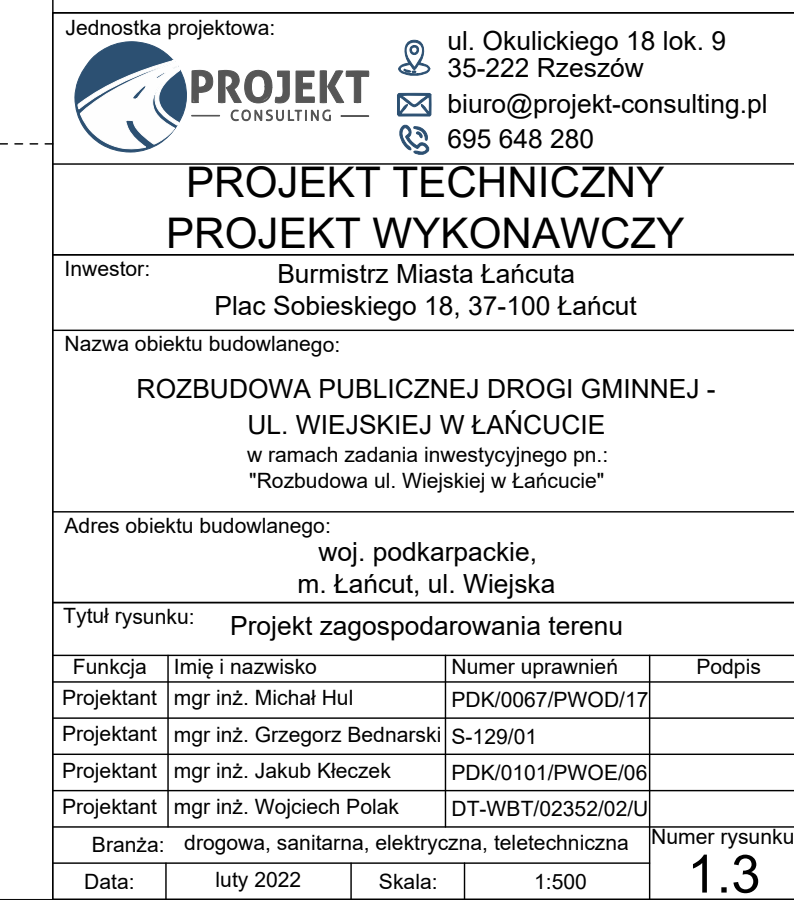 Jednostka projektowa:
PROJEKT
CONSULTING
ul. Okulickiego 18 lok. 9
35-222 Rzeszów
biuro@projekt-consulting.pl
695 648 280
PROJEKT TECHNICZNY
PROJEKT WYKONAWCZY
Inwestor:
Burmistrz Miasta Łańcuta
Plac Sobieskiego 18, 37-100 Łańcut
Nazwa obiektu budowlanego:
ROZBUDOWA PUBLICZNEJ DROGI GMINNEJ -
UL. WIEJSKIEJ W ŁAŃCUCIE
w ramach zadania inwestycyjnego pn.:
"Rozbudowa ul. Wiejskiej w Łańcucie"
Adres obiektu budowlanego:
woj. podkarpackie,
m. Łańcut, ul. Wiejska
Tytuł rysunku: Projekt zagospodarowania terenu
Funkcja Imię i nazwisko Numer uprawnień Podpis
Projektant mgr inż. Michał Hul PDK/0067/PWOD/17
Projektant mgr inż. Grzegorz Bednarski S-129/01
Projektant mgr inż. Jakub Kłeczek PDK/0101/PWOE/06
Projektant mgr inż. Wojciech Polak DT-WBT/02352/02/U
Branża: drogowa, sanitarna, elektryczna, teletechniczna Numer rysunku
Data: luty 2022 Skala: 1:500 1.3